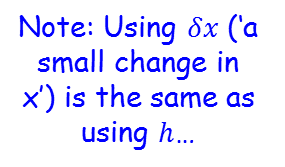 Note: Using δx (‘a
small change in
x’) is the same as
using h...